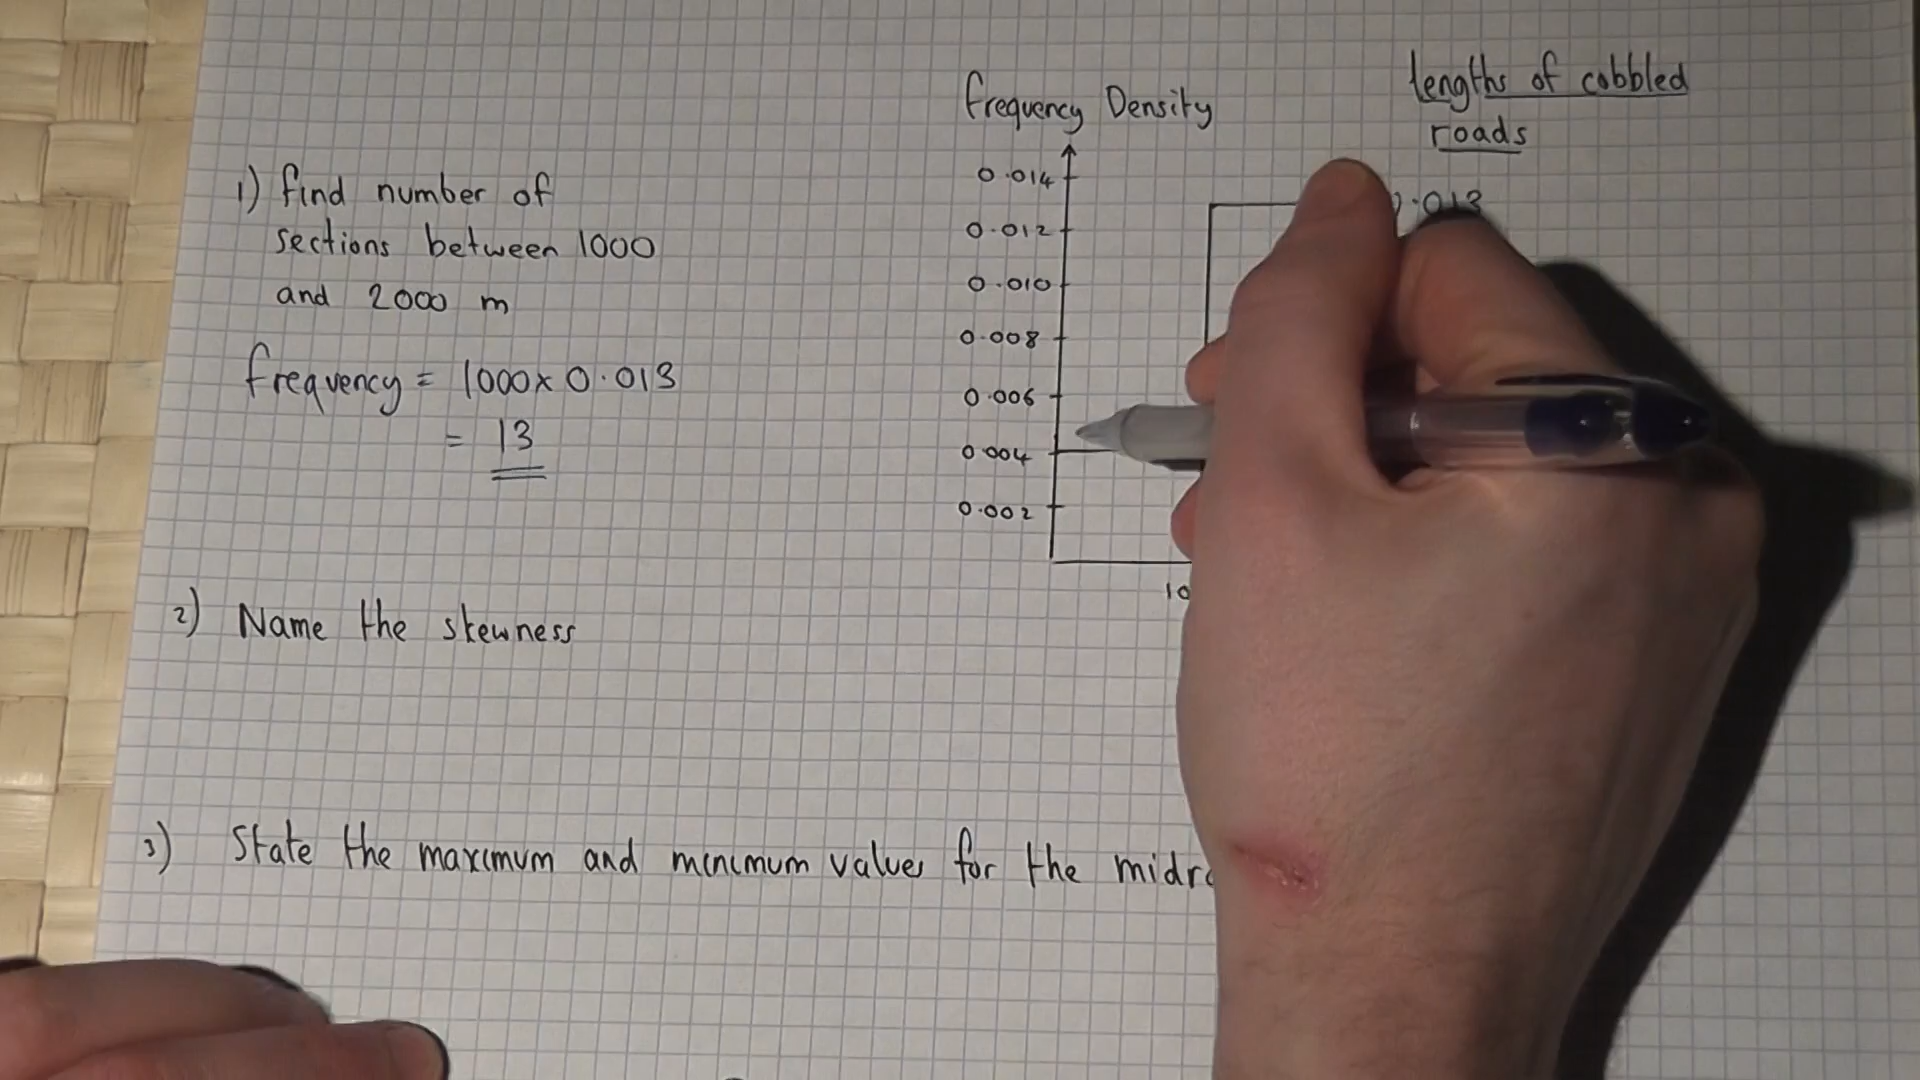 lengths of cobbled
roads
frequency Density
0.014
0.012
0.010
0.008
0.006
0.004
0.002
1) find number of
sections between 1000
and 2000 m
frequency = 1000x 0.013
= 13
2) Name the skewness
3) State the maximum and minimum values for the